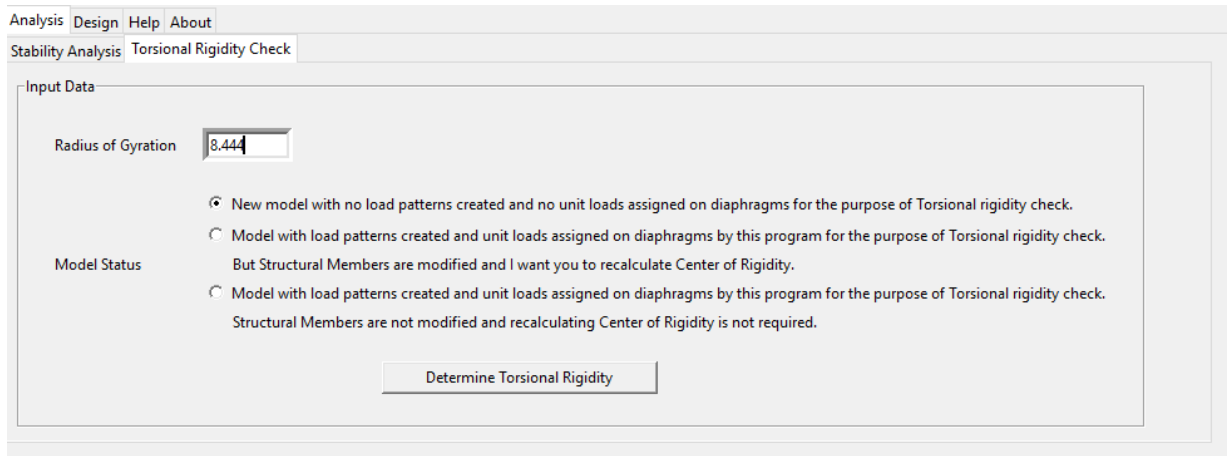 Analysis Design Help About
Stability Analysis Torsional Rigidity Check
Input Data
Radius of Gyration 8.444
New model with no load patterns created and no unit loads assigned on diaphragms for the purpose of Torsional rigidity check.
Model with load patterns created and unit loads assigned on diaphragms by this program for the purpose of Torsional rigidity check.
Model Status But Structural Members are modified and I want you to recalculate Center of Rigidity.
Model with load patterns created and unit loads assigned on diaphragms by this program for the purpose of Torsional rigidity check.
Structural Members are not modified and recalculating Center of Rigidity is not required.
Determine Torsional Rigidity